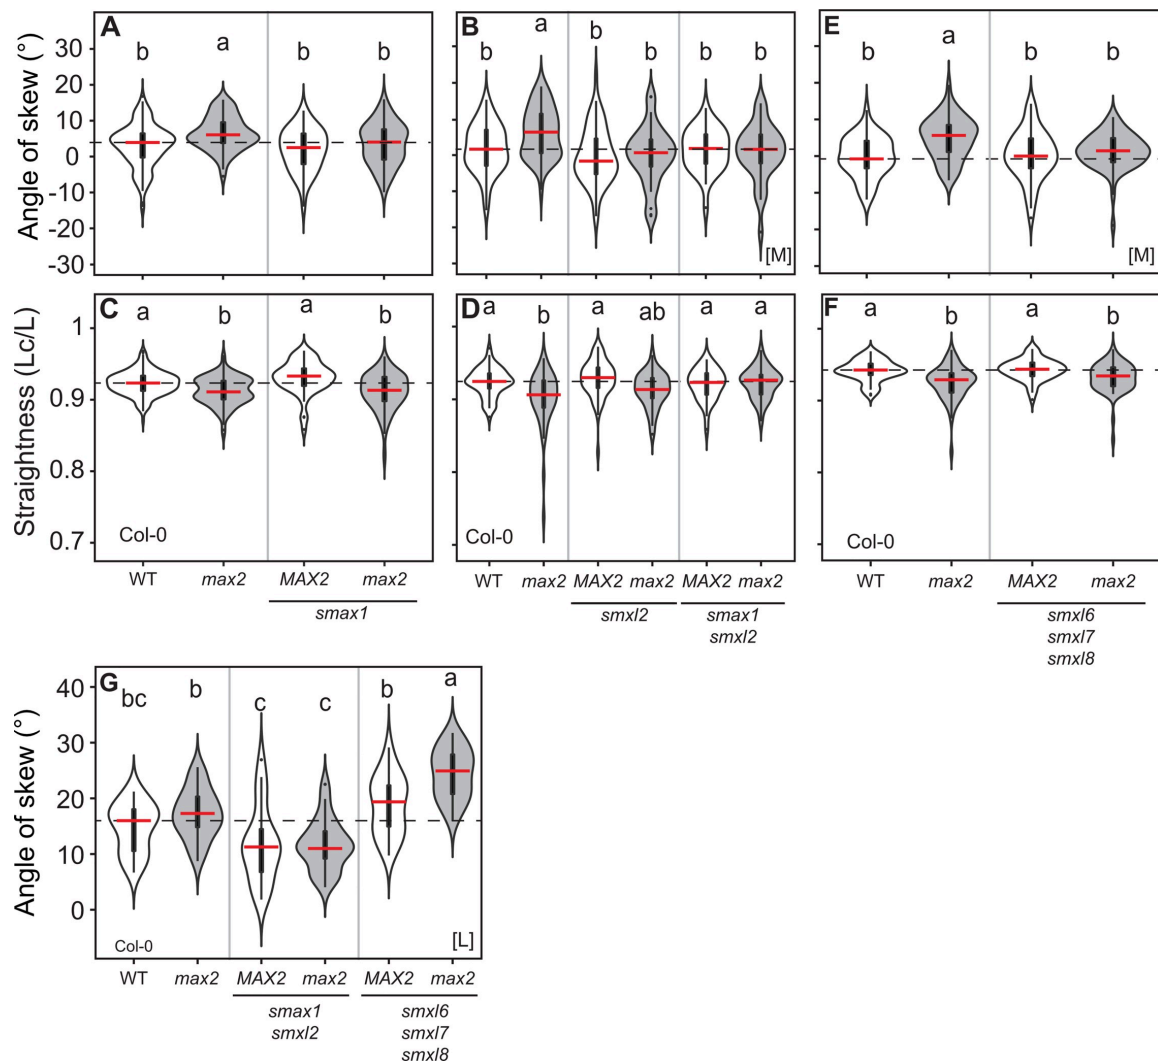 A B E
Angle of skew (°)
30 20 10 0 -10 -20 -30
b a b b
b a b b b b
[M]
b a b b
[M]
C D F
Straightness (Lc/L)
1 0.9 0.8 0.7
a b a b
Col-0
a b a ab a a
Col-0
a b a b
Col-0
WT max2 MAX2 max2
smax1
WT max2 MAX2 max2 MAX2 max2
smxl2 smax1
smxl2
WT max2 MAX2 max2
smxl6
smxl7
smxl8
G
Angle of skew (°)
40 30 20 10 0
bc b c c b a
Col-0 [L]
WT max2 MAX2 max2 MAX2 max2
smax1 smxl6
smxl2 smxl7
smxl8